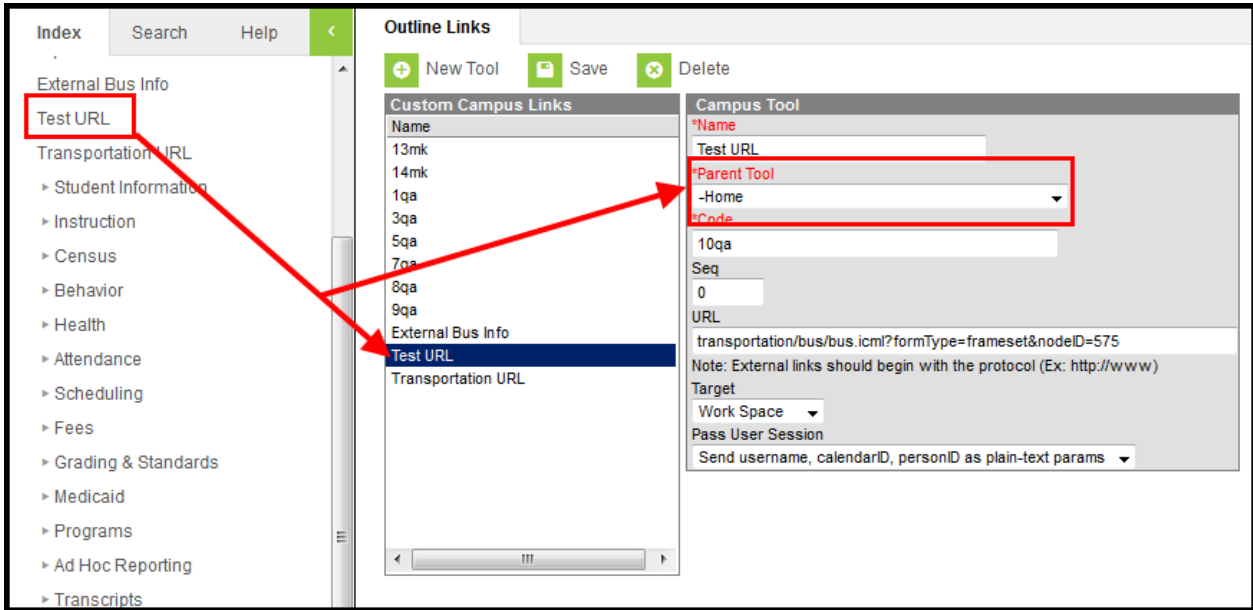 Index
Search
Help
External Bus Info
Test URL
Transportation URL
Student Information
Instruction
Census
Behavior
Health
Attendance
Scheduling
Fees
Grading & Standards
Medicaid
Programs
Ad Hoc Reporting
Transcripts
Outline Links
New Tool
Save
Delete
Custom Campus Links
Name
13mk
14mk
1qa
3qa
5qa
7qa
8qa
9qa
External Bus Info
Test URL
Transportation URL
Campus Tool
*Name
Test URL
*Parent Tool
-Home
*Code
10qa
Seq
0
URL
transportation/bus/bus.icml?formType=frameset&nodeID=575
Note: External links should begin with the protocol (Ex: http://www)
Target
Work Space
Pass User Session
Send username, calendarID, personID as plain-text params